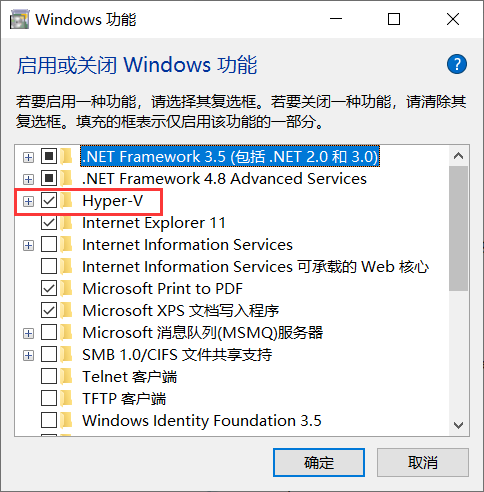 Windows 功能
启用或关闭 Windows 功能
?
若要启用一种功能，请选择其复选框。若要关闭一种功能，请清除其
复选框。填充的框表示仅启用该功能的一部分。
.NET Framework 3.5 (包括 .NET 2.0 和 3.0)
.NET Framework 4.8 Advanced Services
Hyper-V
Internet Explorer 11
Internet Information Services
Internet Information Services 可承载的 Web 核心
Microsoft Print to PDF
Microsoft XPS 文档写入程序
Microsoft 消息队列(MSMQ)服务器
SMB 1.0/CIFS 文件共享支持
Telnet 客户端
TFTP 客户端
Windows Identity Foundation 3.5
确定
取消